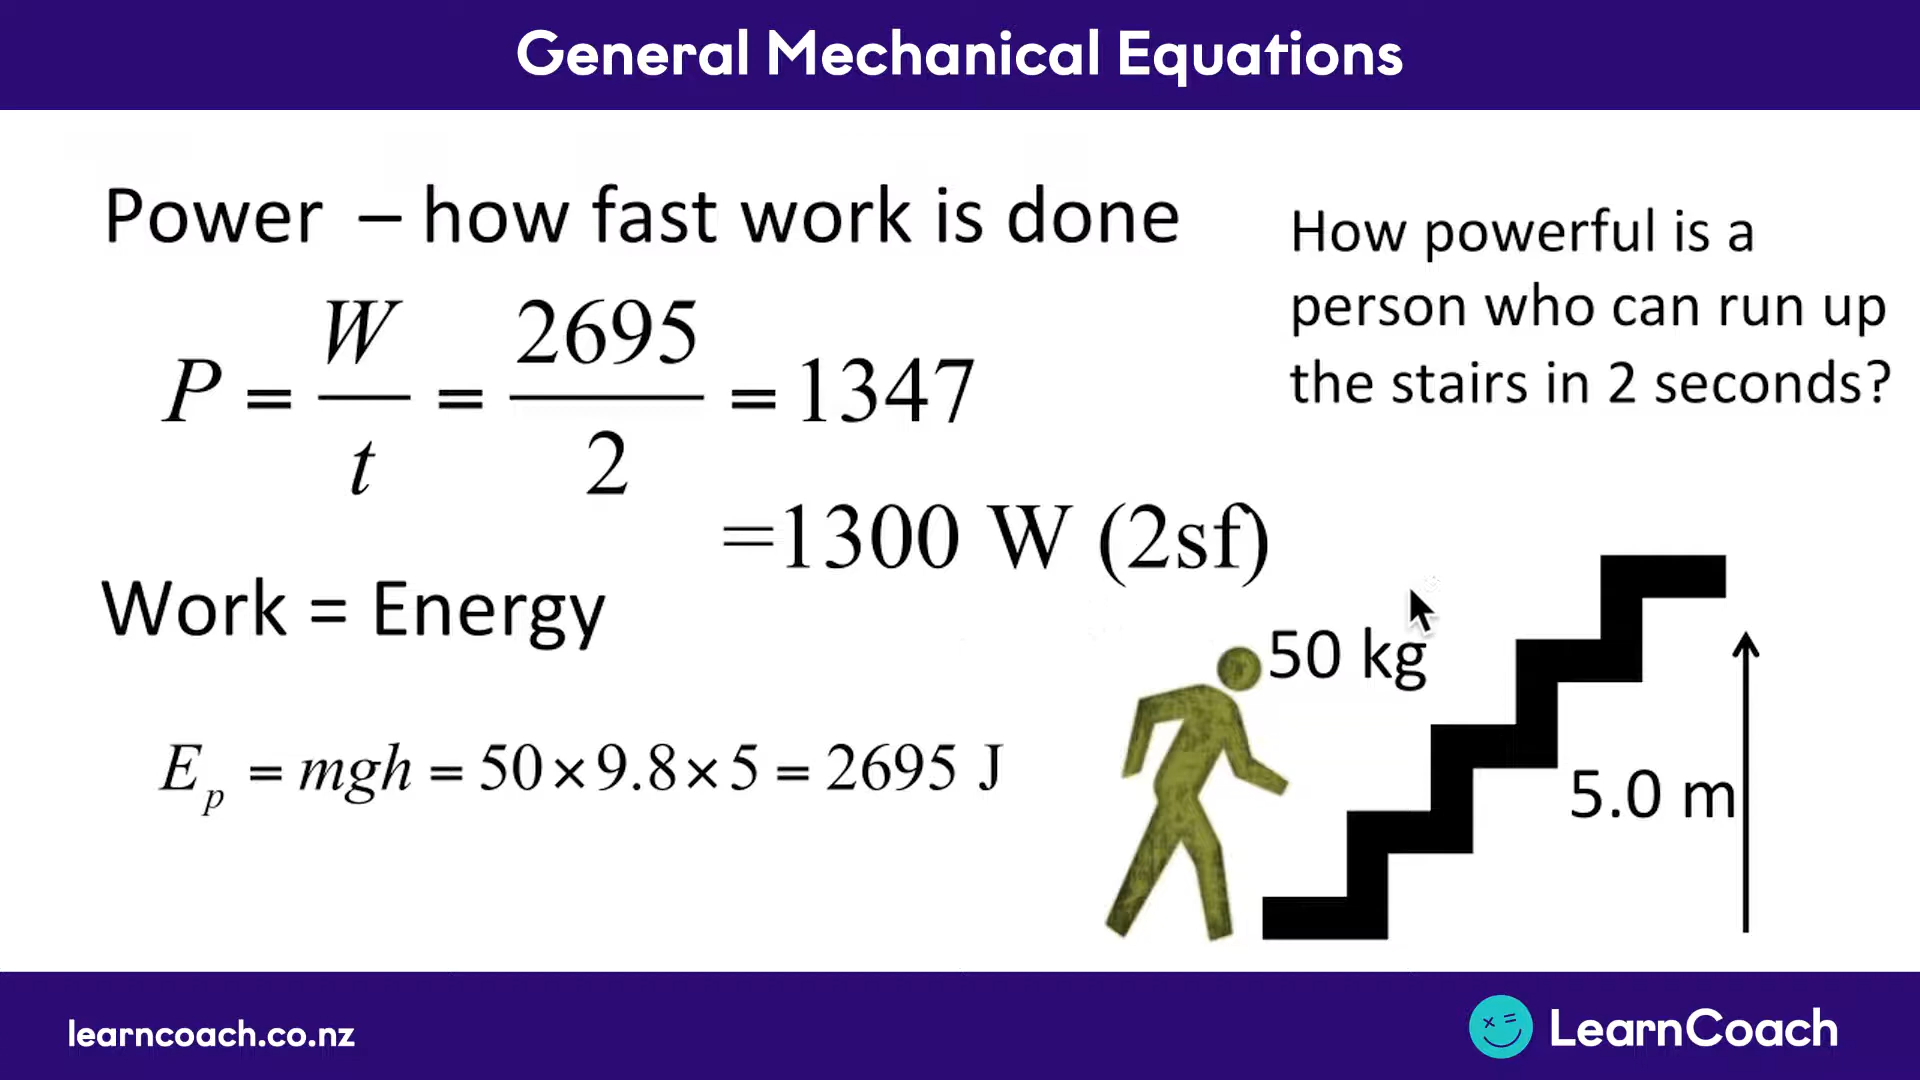 General Mechanical Equations
Power – how fast work is done
P = W/t = 2695/2 = 1347
=1300 W (2sf)
Work = Energy
Ep = mgh = 50×9.8×5 = 2695 J
How powerful is a
person who can run up
the stairs in 2 seconds?
50 kg
5.0 m
learncoach.co.nz
LearnCoach